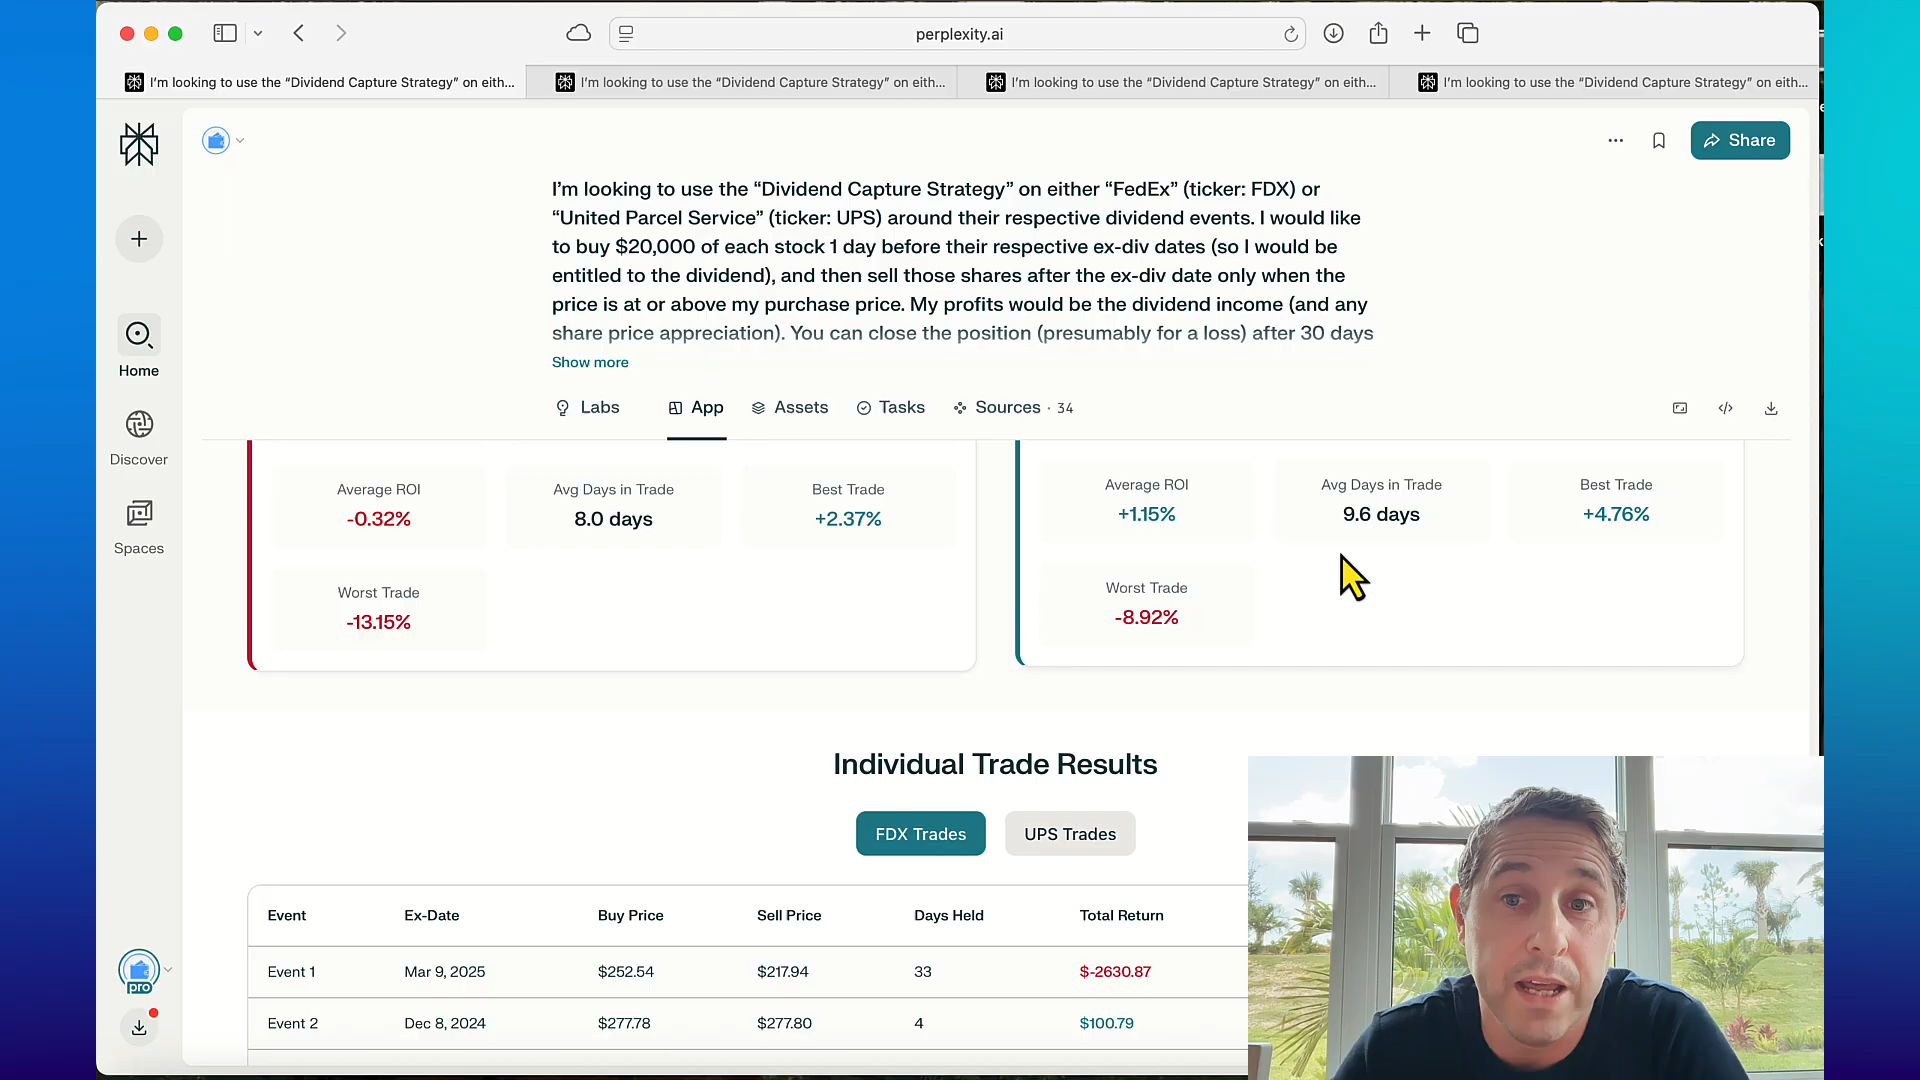 perplexity.ai
I'm looking to use the “Dividend Capture Strategy” on eith...
I'm looking to use the “Dividend Capture Strategy” on eith...
I'm looking to use the “Dividend Capture Strategy” on eith...
I'm looking to use the “Dividend Capture Strategy” on eith...
Share
I'm looking to use the “Dividend Capture Strategy” on either “FedEx” (ticker: FDX) or
“United Parcel Service” (ticker: UPS) around their respective dividend events. I would like
to buy $20,000 of each stock 1 day before their respective ex-div dates (so I would be
entitled to the dividend), and then sell those shares after the ex-div date only when the
price is at or above my purchase price. My profits would be the dividend income (and any
share price appreciation). You can close the position (presumably for a loss) after 30 days
Show more
Home
Discover
Spaces
pro
Labs
App
Assets
Tasks
Sources · 34
Average ROI
-0.32%
Avg Days in Trade
8.0 days
Best Trade
+2.37%
Worst Trade
-13.15%
Average ROI
+1.15%
Avg Days in Trade
9.6 days
Best Trade
+4.76%
Worst Trade
-8.92%
Individual Trade Results
FDX Trades
UPS Trades
Event Ex-Date Buy Price Sell Price Days Held Total Return
Event 1 Mar 9, 2025 $252.54 $217.94 33 $-2630.87
Event 2 Dec 8, 2024 $277.78 $277.80 4 $100.79